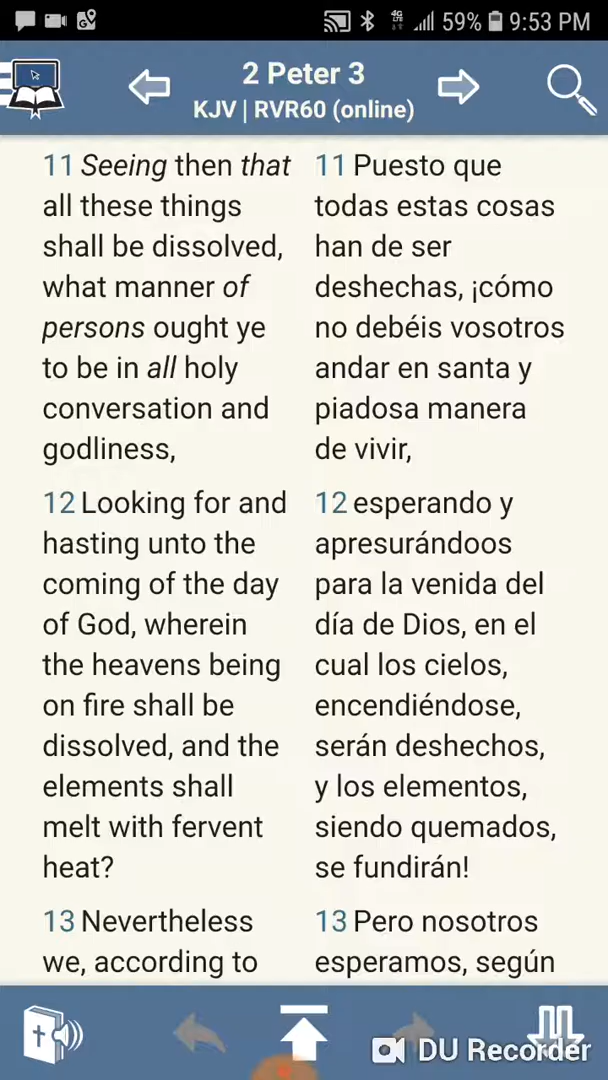 59% 9:53 PM
2 Peter 3
KJV | RVR60 (online)
11 Seeing then that
all these things
shall be dissolved,
what manner of
persons ought ye
to be in all holy
conversation and
godliness,
12 Looking for and
hasting unto the
coming of the day
of God, wherein
the heavens being
on fire shall be
dissolved, and the
elements shall
melt with fervent
heat?
13 Nevertheless
we, according to
11 Puesto que
todas estas cosas
han de ser
deshechas, ¡cómo
no debéis vosotros
andar en santa y
piadosa manera
de vivir,
12 esperando y
apresurándoos
para la venida del
día de Dios, en el
cual los cielos,
encendiéndose,
serán deshechos,
y los elementos,
siendo quemados,
se fundirán!
13 Pero nosotros
esperamos, según
DU Recorder